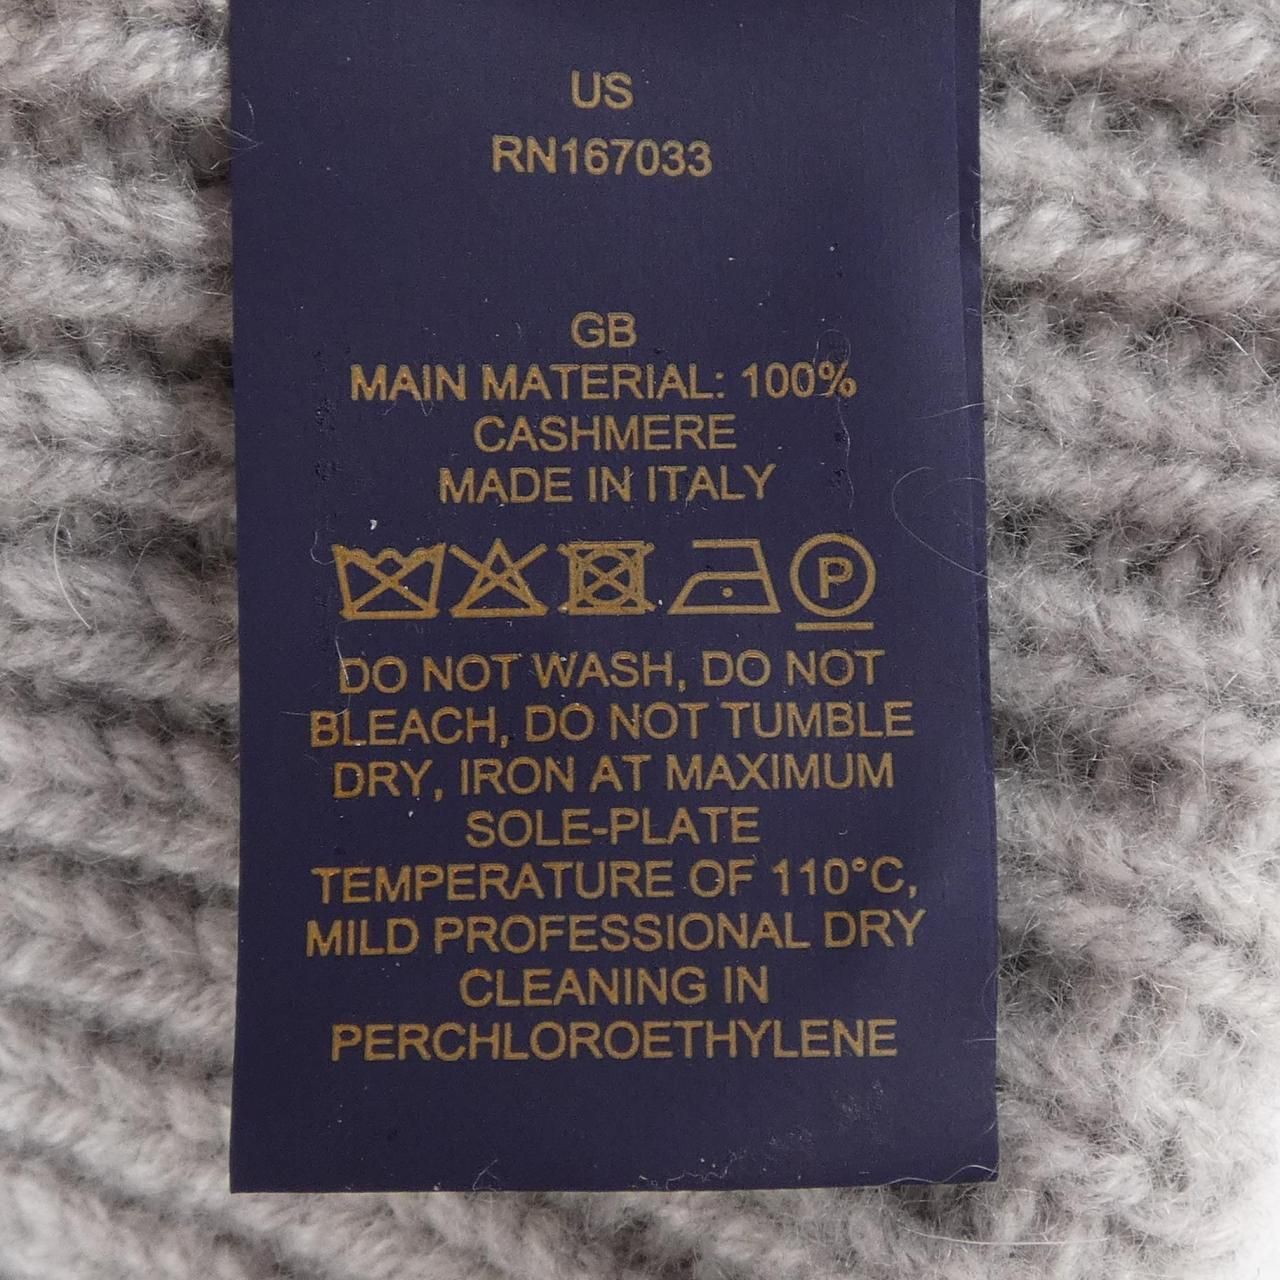 US
RN167033
GB
MAIN MATERIAL: 100%
CASHMERE
MADE IN ITALY
P
DO NOT WASH, DO NOT
BLEACH, DO NOT TUMBLE
DRY, IRON AT MAXIMUM
SOLE-PLATE
TEMPERATURE OF 110°C,
MILD PROFESSIONAL DRY
CLEANING IN
PERCHLOROETHYLENE